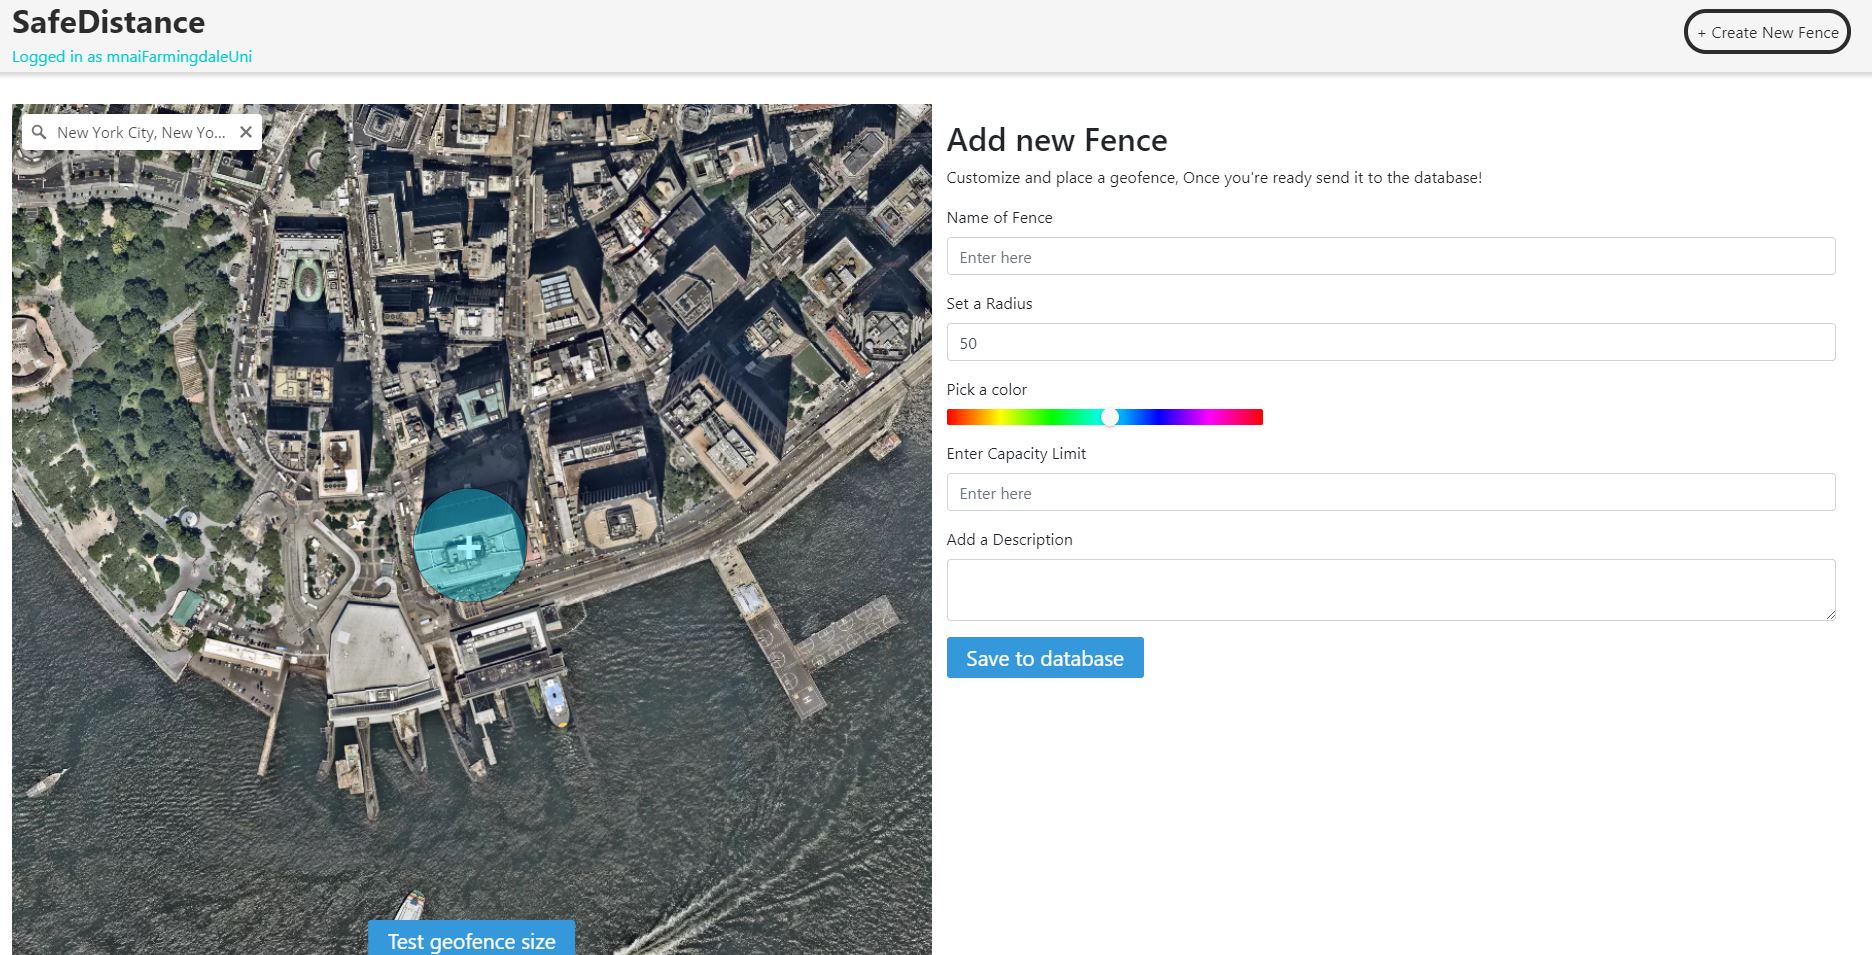 SafeDistance
Logged in as mnaiFarmingdaleUni
+ Create New Fence
New York City, New Yo...
Add new Fence
Customize and place a geofence, Once you're ready send it to the database!
Name of Fence
Enter here
Set a Radius
50
Pick a color
Enter Capacity Limit
Enter here
Add a Description
Save to database
H
Test geofence size